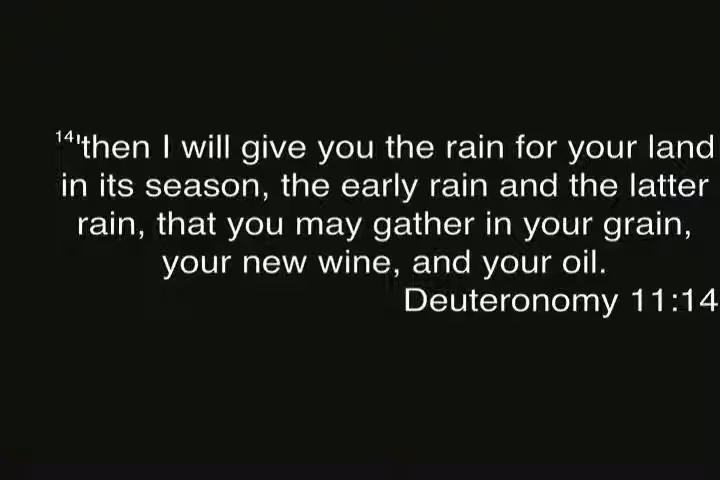 14'then I will give you the rain for your land
in its season, the early rain and the latter
rain, that you may gather in your grain,
your new wine, and your oil.
Deuteronomy 11:14